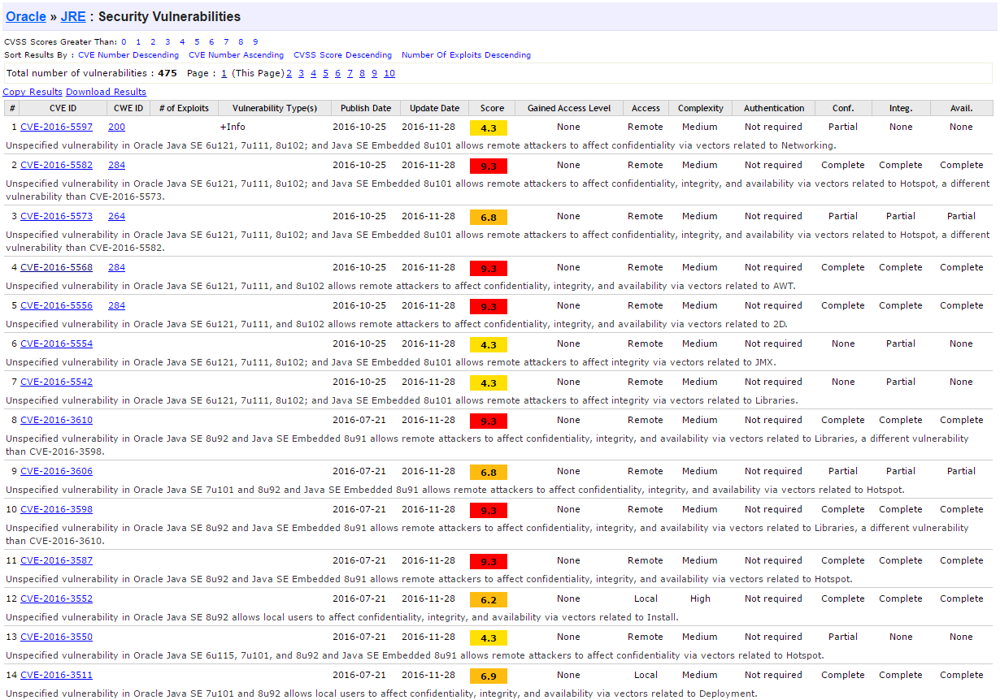 Oracle » JRE : Security Vulnerabilities
CVSS Scores Greater Than: 0 1 2 3 4 5 6 7 8 9
Sort Results By : CVE Number Descending CVE Number Ascending CVSS Score Descending Number Of Exploits Descending
Total number of vulnerabilities : 475 Page : 1 (This Page) 2 3 4 5 6 7 8 9 10
Copy Results Download Results
# CVE ID CWE ID # of Exploits Vulnerability Type(s) Publish Date Update Date Score Gained Access Level Access Complexity Authentication Conf. Integ. Avail.
1 CVE-2016-5597 200 +Info 2016-10-25 2016-11-28 4.3 None Remote Medium Not required Partial None None
Unspecified vulnerability in Oracle Java SE 6u121, 7u111, 8u102; and Java SE Embedded 8u101 allows remote attackers to affect confidentiality via vectors related to Networking.
2 CVE-2016-5582 284 2016-10-25 2016-11-28 9.3 None Remote Medium Not required Complete Complete Complete
Unspecified vulnerability in Oracle Java SE 6u121, 7u111, 8u102; and Java SE Embedded 8u101 allows remote attackers to affect confidentiality, integrity, and availability via vectors related to Hotspot, a different
vulnerability than CVE-2016-5573.
3 CVE-2016-5573 264 2016-10-25 2016-11-28 6.8 None Remote Medium Not required Partial Partial Partial
Unspecified vulnerability in Oracle Java SE 6u121, 7u111, 8u102; and Java SE Embedded 8u101 allows remote attackers to affect confidentiality, integrity, and availability via vectors related to Hotspot, a different
vulnerability than CVE-2016-5582.
4 CVE-2016-5568 284 2016-10-25 2016-11-28 9.3 None Remote Medium Not required Complete Complete Complete
Unspecified vulnerability in Oracle Java SE 6u121, 7u111, and 8u102 allows remote attackers to affect confidentiality, integrity, and availability via vectors related to AWT.
5 CVE-2016-5556 284 2016-10-25 2016-11-28 9.3 None Remote Medium Not required Complete Complete Complete
Unspecified vulnerability in Oracle Java SE 6u121, 7u111, and 8u102 allows remote attackers to affect confidentiality, integrity, and availability via vectors related to 2D.
6 CVE-2016-5554 2016-10-25 2016-11-28 4.3 None Remote Medium Not required None Partial None
Unspecified vulnerability in Oracle Java SE 6u121, 7u111, 8u102; and Java SE Embedded 8u101 allows remote attackers to affect integrity via vectors related to JMX.
7 CVE-2016-5542 2016-10-25 2016-11-28 4.3 None Remote Medium Not required None Partial None
Unspecified vulnerability in Oracle Java SE 6u121, 7u111, 8u102; and Java SE Embedded 8u101 allows remote attackers to affect integrity via vectors related to Libraries.
8 CVE-2016-3610 2016-07-21 2016-11-28 9.3 None Remote Medium Not required Complete Complete Complete
Unspecified vulnerability in Oracle Java SE 8u92 and Java SE Embedded 8u91 allows remote attackers to affect confidentiality, integrity, and availability via vectors related to Libraries, a different vulnerability
than CVE-2016-3598.
9 CVE-2016-3606 2016-07-21 2016-11-28 6.8 None Remote Medium Not required Partial Partial Partial
Unspecified vulnerability in Oracle Java SE 7u101 and 8u92 and Java SE Embedded 8u91 allows remote attackers to affect confidentiality, integrity, and availability via vectors related to Hotspot.
10 CVE-2016-3598 2016-07-21 2016-11-28 9.3 None Remote Medium Not required Complete Complete Complete
Unspecified vulnerability in Oracle Java SE 8u92 and Java SE Embedded 8u91 allows remote attackers to affect confidentiality, integrity, and availability via vectors related to Libraries, a different vulnerability
than CVE-2016-3610.
11 CVE-2016-3587 2016-07-21 2016-11-28 9.3 None Remote Medium Not required Complete Complete Complete
Unspecified vulnerability in Oracle Java SE 8u92 and Java SE Embedded 8u91 allows remote attackers to affect confidentiality, integrity, and availability via vectors related to Hotspot.
12 CVE-2016-3552 2016-07-21 2016-11-28 6.2 None Local High Not required Complete Complete Complete
Unspecified vulnerability in Oracle Java SE 8u92 allows local users to affect confidentiality, integrity, and availability via vectors related to Install.
13 CVE-2016-3550 2016-07-21 2016-11-28 4.3 None Remote Medium Not required Partial None None
Unspecified vulnerability in Oracle Java SE 6u115, 7u101, and 8u92 and Java SE Embedded 8u91 allows remote attackers to affect confidentiality via vectors related to Hotspot.
14 CVE-2016-3511 2016-07-21 2016-11-28 6.9 None Local Medium Not required Complete Complete Complete
Unspecified vulnerability in Oracle Java SE 7u101 and 8u92 allows local users to affect confidentiality, integrity, and availability via vectors related to Deployment.